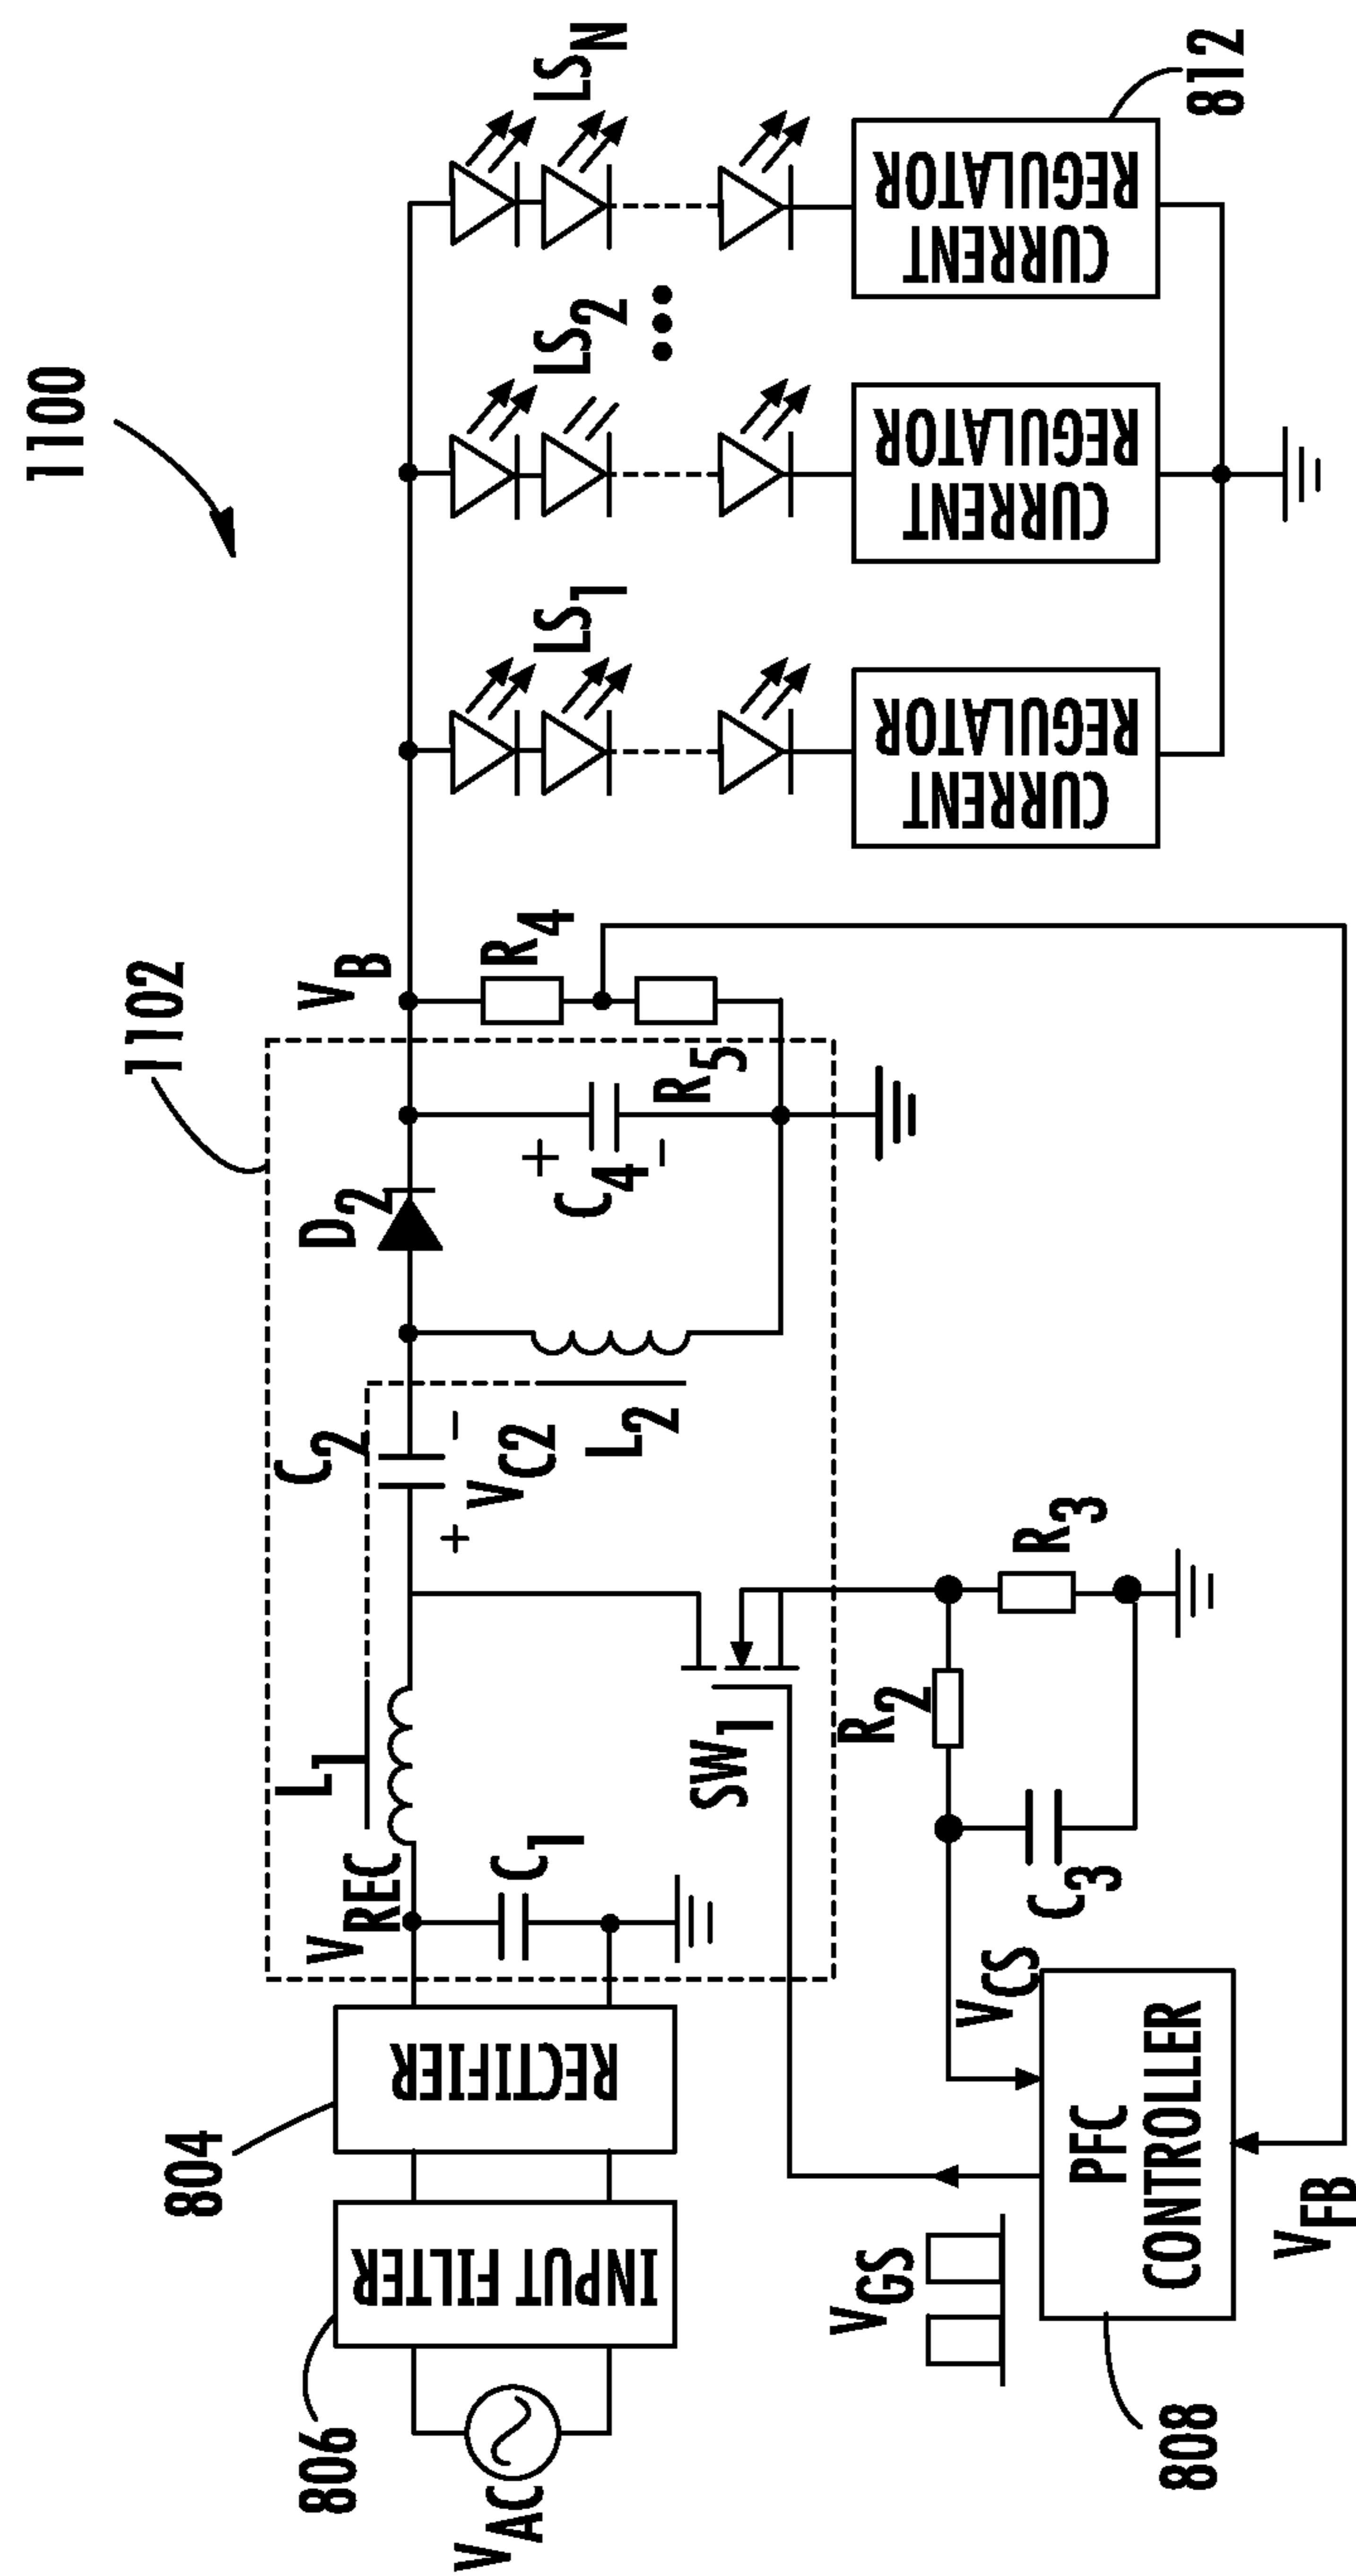 1100
1102
V_AC
806
INPUT FILTER
804
RECTIFIER
V_REC
C_1
L_1
C_2
+
-
V_C2
L_2
D_2
+
C_4
-
R_5
V_B
R_4
LS_1
LS_2
LS_N
SW_1
R_2
R_3
C_3
V_CS
V_GS
PFC
CONTROLLER
808
V_FB
CURRENT
REGULATOR
CURRENT
REGULATOR
CURRENT
REGULATOR
812